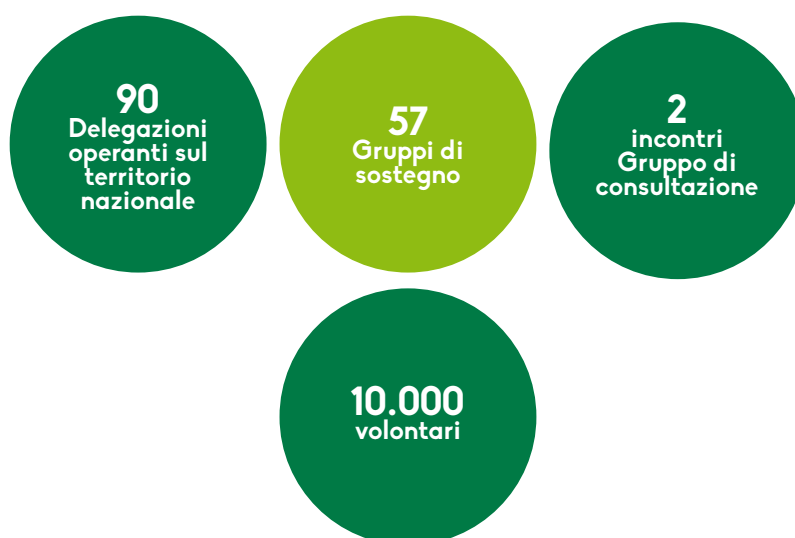 90
Delegazioni
operanti sul
territorio
nazionale
57
Gruppi di
sostegno
2
incontri
Gruppo di
consultazione
10.000
volontari